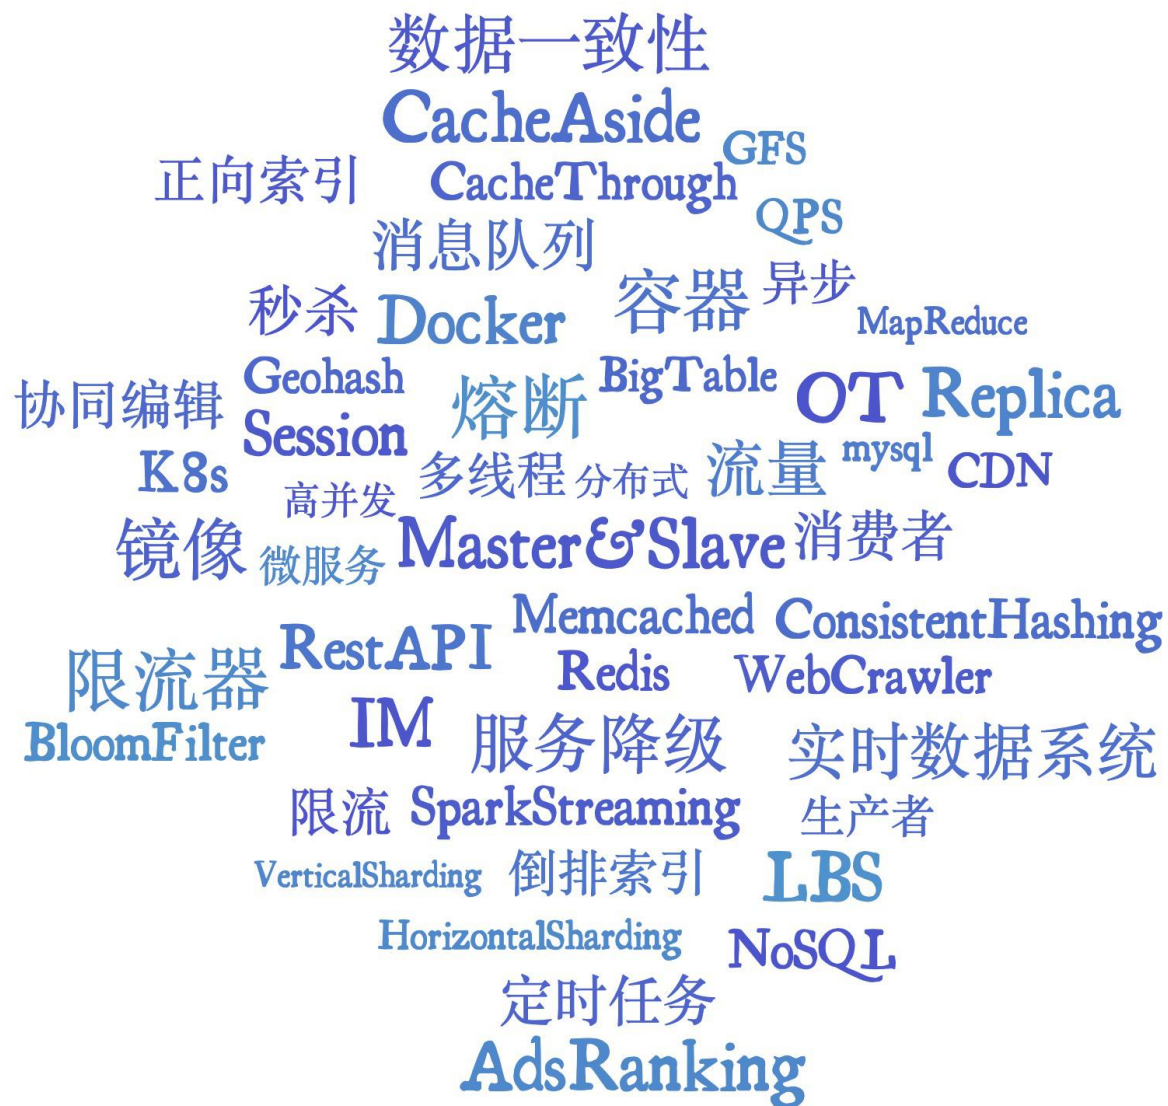 数据一致性
CacheAside
GFS
正向索引
CacheThrough
QPS
消息队列
容器
异步
秒杀
Docker
MapReduce
Geohash
BigTable
协同编辑
熔断
OT
Replica
Session
mysql
K8s
高并发
多线程
分布式
流量
CDN
镜像
微服务
Master&Slave
消费者
Memcached
ConsistentHashing
限流器
RestAPI
Redis
WebCrawler
BloomFilter
IM
服务降级
实时数据系统
限流
SparkStreaming
生产者
VerticalSharding
倒排索引
LBS
HorizontalSharding
NoSQL
定时任务
AdsRanking